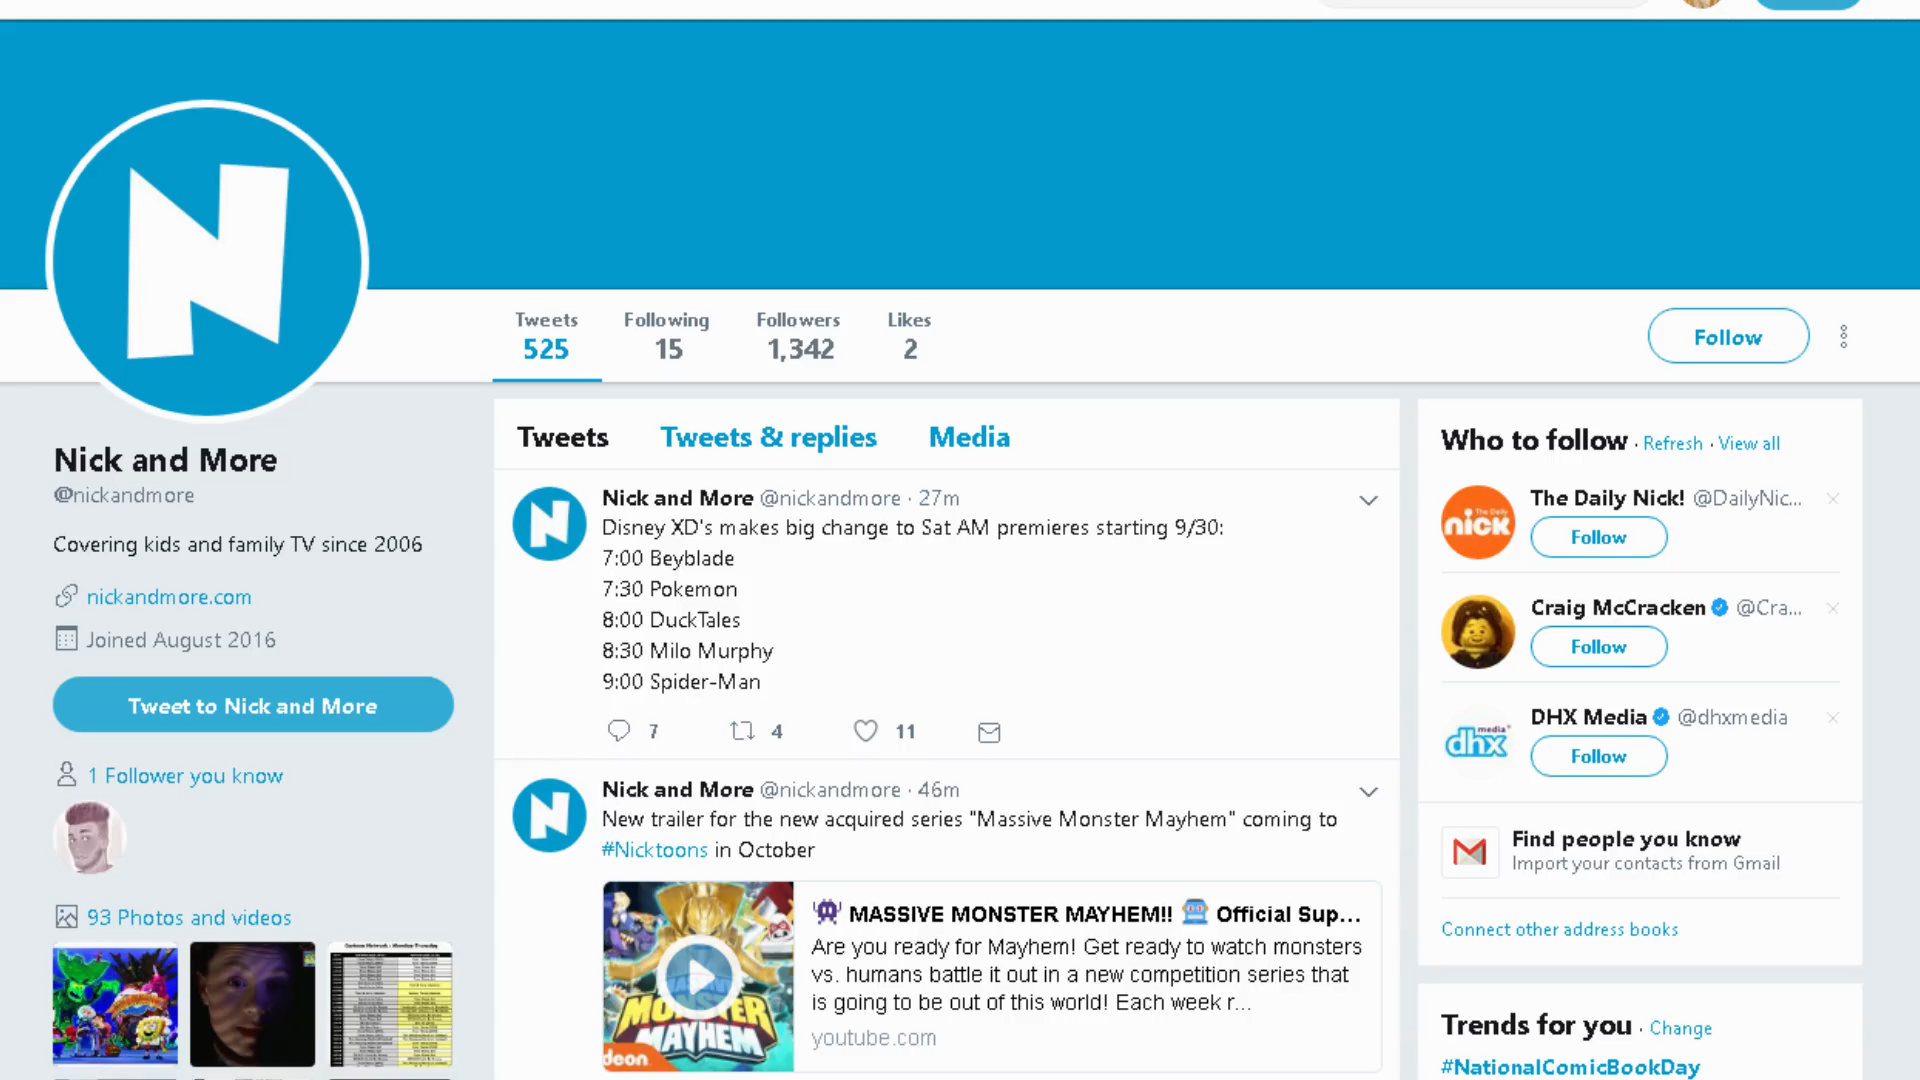 Tweets Following Followers Likes
525 15 1,342 2
Follow
Nick and More
@nickandmore
Covering kids and family TV since 2006
nickandmore.com
Joined August 2016
Tweet to Nick and More
1 Follower you know
93 Photos and videos
Tweets Tweets & replies Media
Nick and More @nickandmore · 27m
Disney XD's makes big change to Sat AM premieres starting 9/30:
7:00 Beyblade
7:30 Pokemon
8:00 DuckTales
8:30 Milo Murphy
9:00 Spider-Man
7 4 11
Nick and More @nickandmore · 46m
New trailer for the new acquired series "Massive Monster Mayhem" coming to
#Nicktoons in October
MONSTER
MAYHEM
deon
MASSIVE MONSTER MAYHEM!! Official Sup...
Are you ready for Mayhem! Get ready to watch monsters
vs. humans battle it out in a new competition series that
is going to be out of this world! Each week r...
youtube.com
Who to follow · Refresh · View all
The Daily
nick
The Daily Nick! @DailyNic...
Follow
Craig McCracken @Cra...
Follow
media
dhx
DHX Media @dhxmedia
Follow
Find people you know
Import your contacts from Gmail
Connect other address books
Trends for you · Change
#NationalComicBookDay